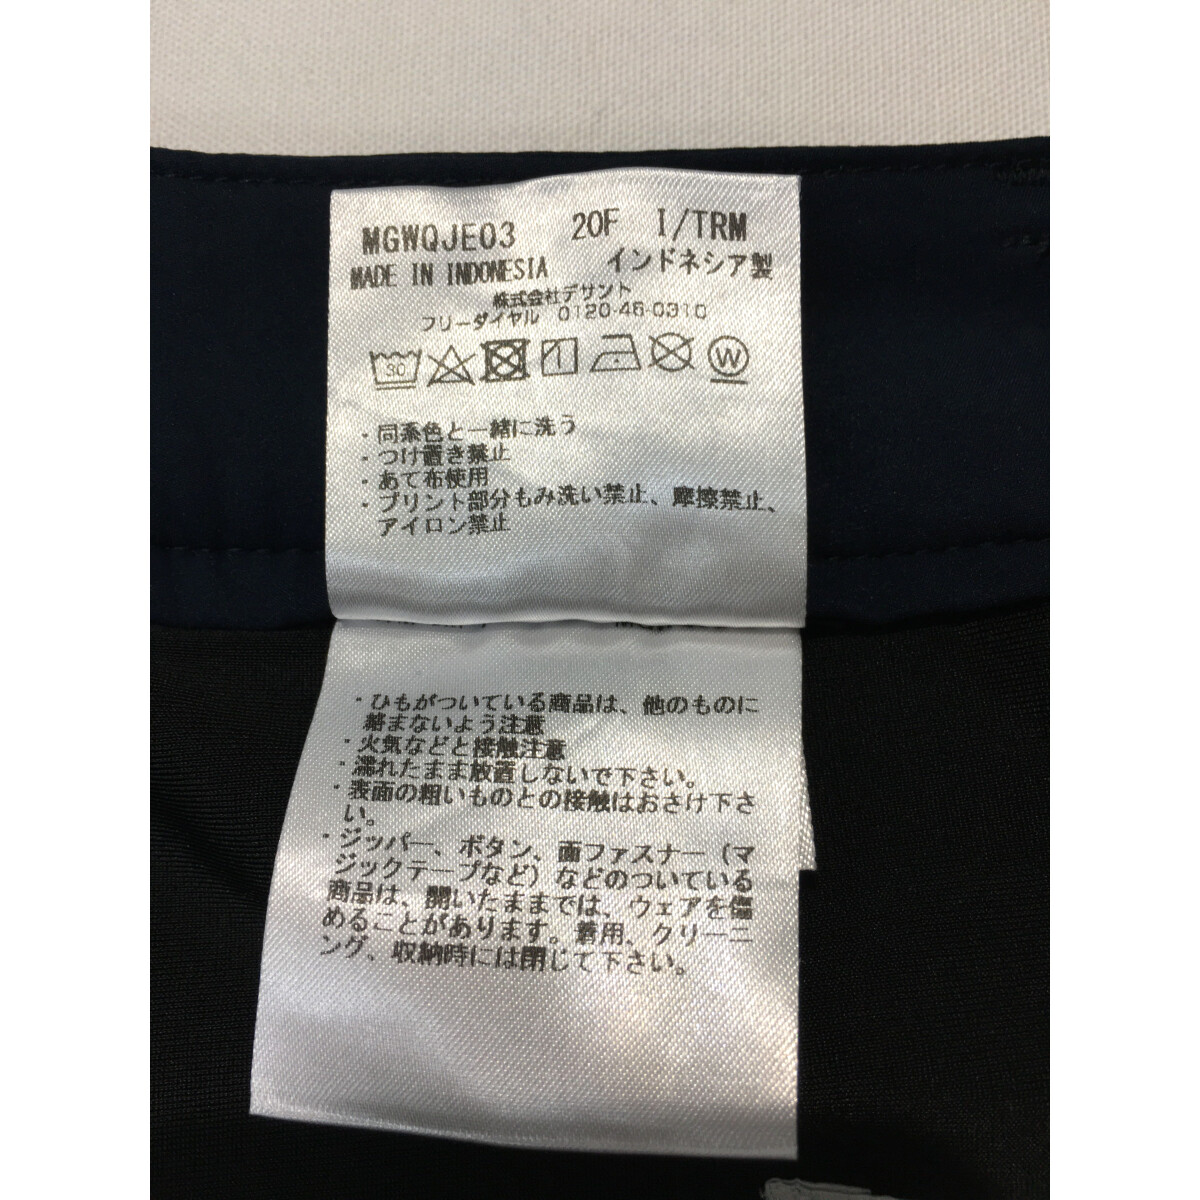 MGWQJE03 20F I/TRM
MADE IN INDONESIA インドネシア製
株式会社デサント
フリーダイヤル 0120-46-0310
30 W
・同系色と一緒に洗う
・つけ置き禁止
・あて布使用
・プリント部分もみ洗い禁止、摩擦禁止、
アイロン禁止
・ひもがついている商品は、他のものに
絡まないよう注意
・火気などと接触注意
・濡れたまま放置しないで下さい。
・表面の粗いものとの接触はおさけ下さ
い。
・ジッパー、ボタン、面ファスナー（マ
ジックテープなど）などのついている
商品は、開いたままでは、ウェアを傷
めることがあります。着用、クリーニ
ング、収納時には閉じて下さい。